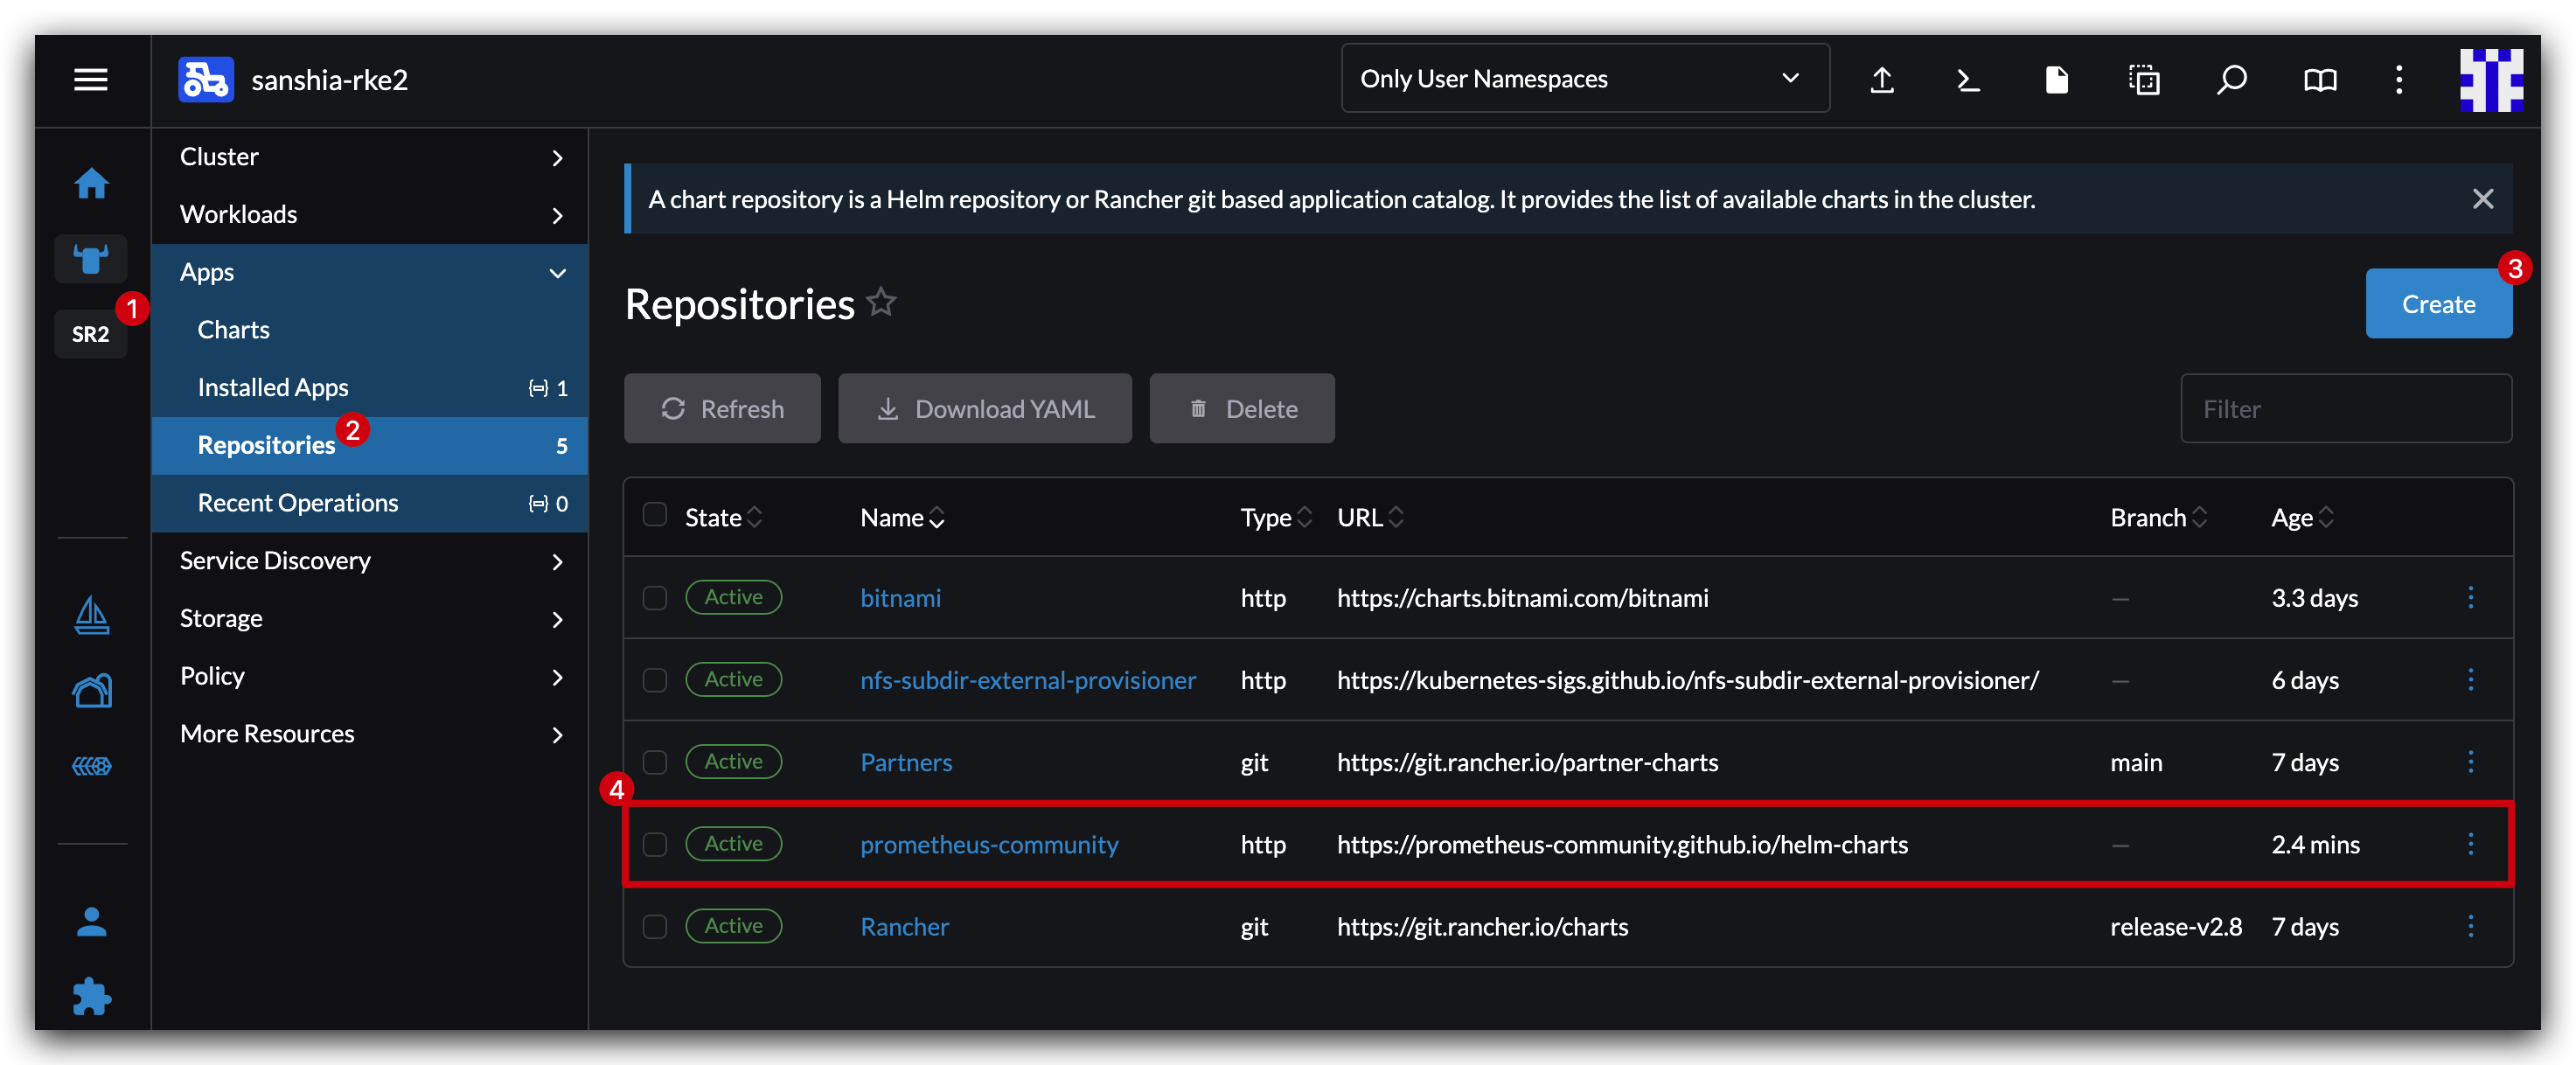 sanshia-rke2
Only User Namespaces
Cluster
Workloads
Apps
Charts
Installed Apps 1
Repositories 5
Recent Operations 0
Service Discovery
Storage
Policy
More Resources
1
SR2
2
A chart repository is a Helm repository or Rancher git based application catalog. It provides the list of available charts in the cluster.
Repositories
3
Create
Refresh Download YAML Delete Filter
State Name Type URL Branch Age
Active bitnami http https://charts.bitnami.com/bitnami — 3.3 days
Active nfs-subdir-external-provisioner http https://kubernetes-sigs.github.io/nfs-subdir-external-provisioner/ — 6 days
Active Partners git https://git.rancher.io/partner-charts main 7 days
4
Active prometheus-community http https://prometheus-community.github.io/helm-charts — 2.4 mins
Active Rancher git https://git.rancher.io/charts release-v2.8 7 days